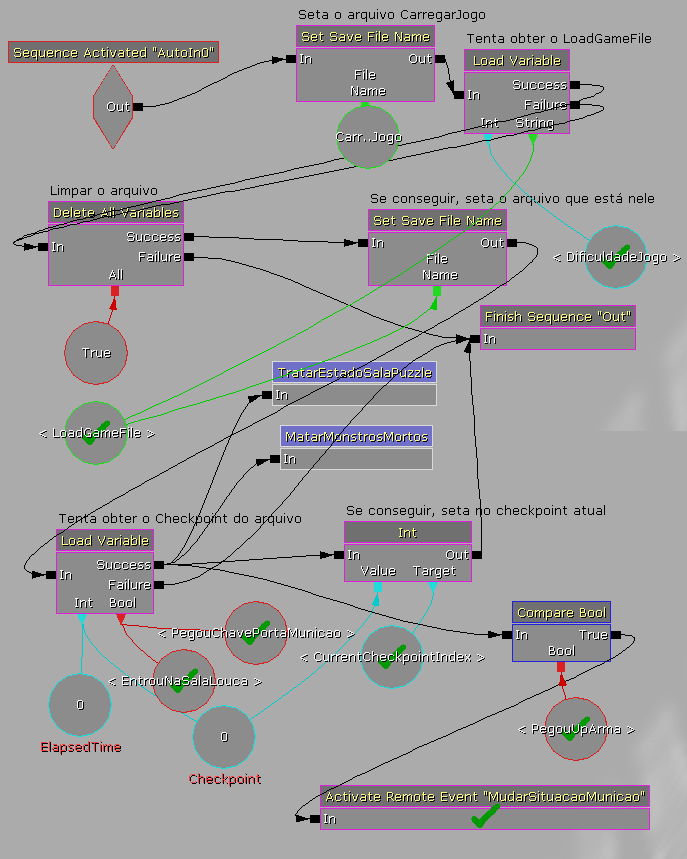 Seta o arquivo CarregarJogo
Sequence Activated "AutoIn0"
Out
Set Save File Name
In
Out
File
Name
Carr..Jogo
Tenta obter o LoadGameFile
Load Variable
In
Success
Failure
Int
String
Limpar o arquivo
Delete All Variables
In
Success
Failure
All
True
Se conseguir, seta o arquivo que está nele
Set Save File Name
In
Out
File
Name
< DificuldadeJogo >
Finish Sequence "Out"
In
TratarEstadoSalaPuzzle
In
< LoadGameFile >
MatarMonstrosMortos
In
Tenta obter o Checkpoint do arquivo
Load Variable
In
Success
Failure
Int
Bool
Se conseguir, seta no checkpoint atual
Int
In
Out
Value
Target
< PegouChavePortaMunicao >
< EntrouNaSalaLouca >
< CurrentCheckpointIndex >
Compare Bool
In
True
Bool
< PegouUpArma >
0
ElapsedTime
0
Checkpoint
Activate Remote Event "MudarSituacaoMunicao"
In